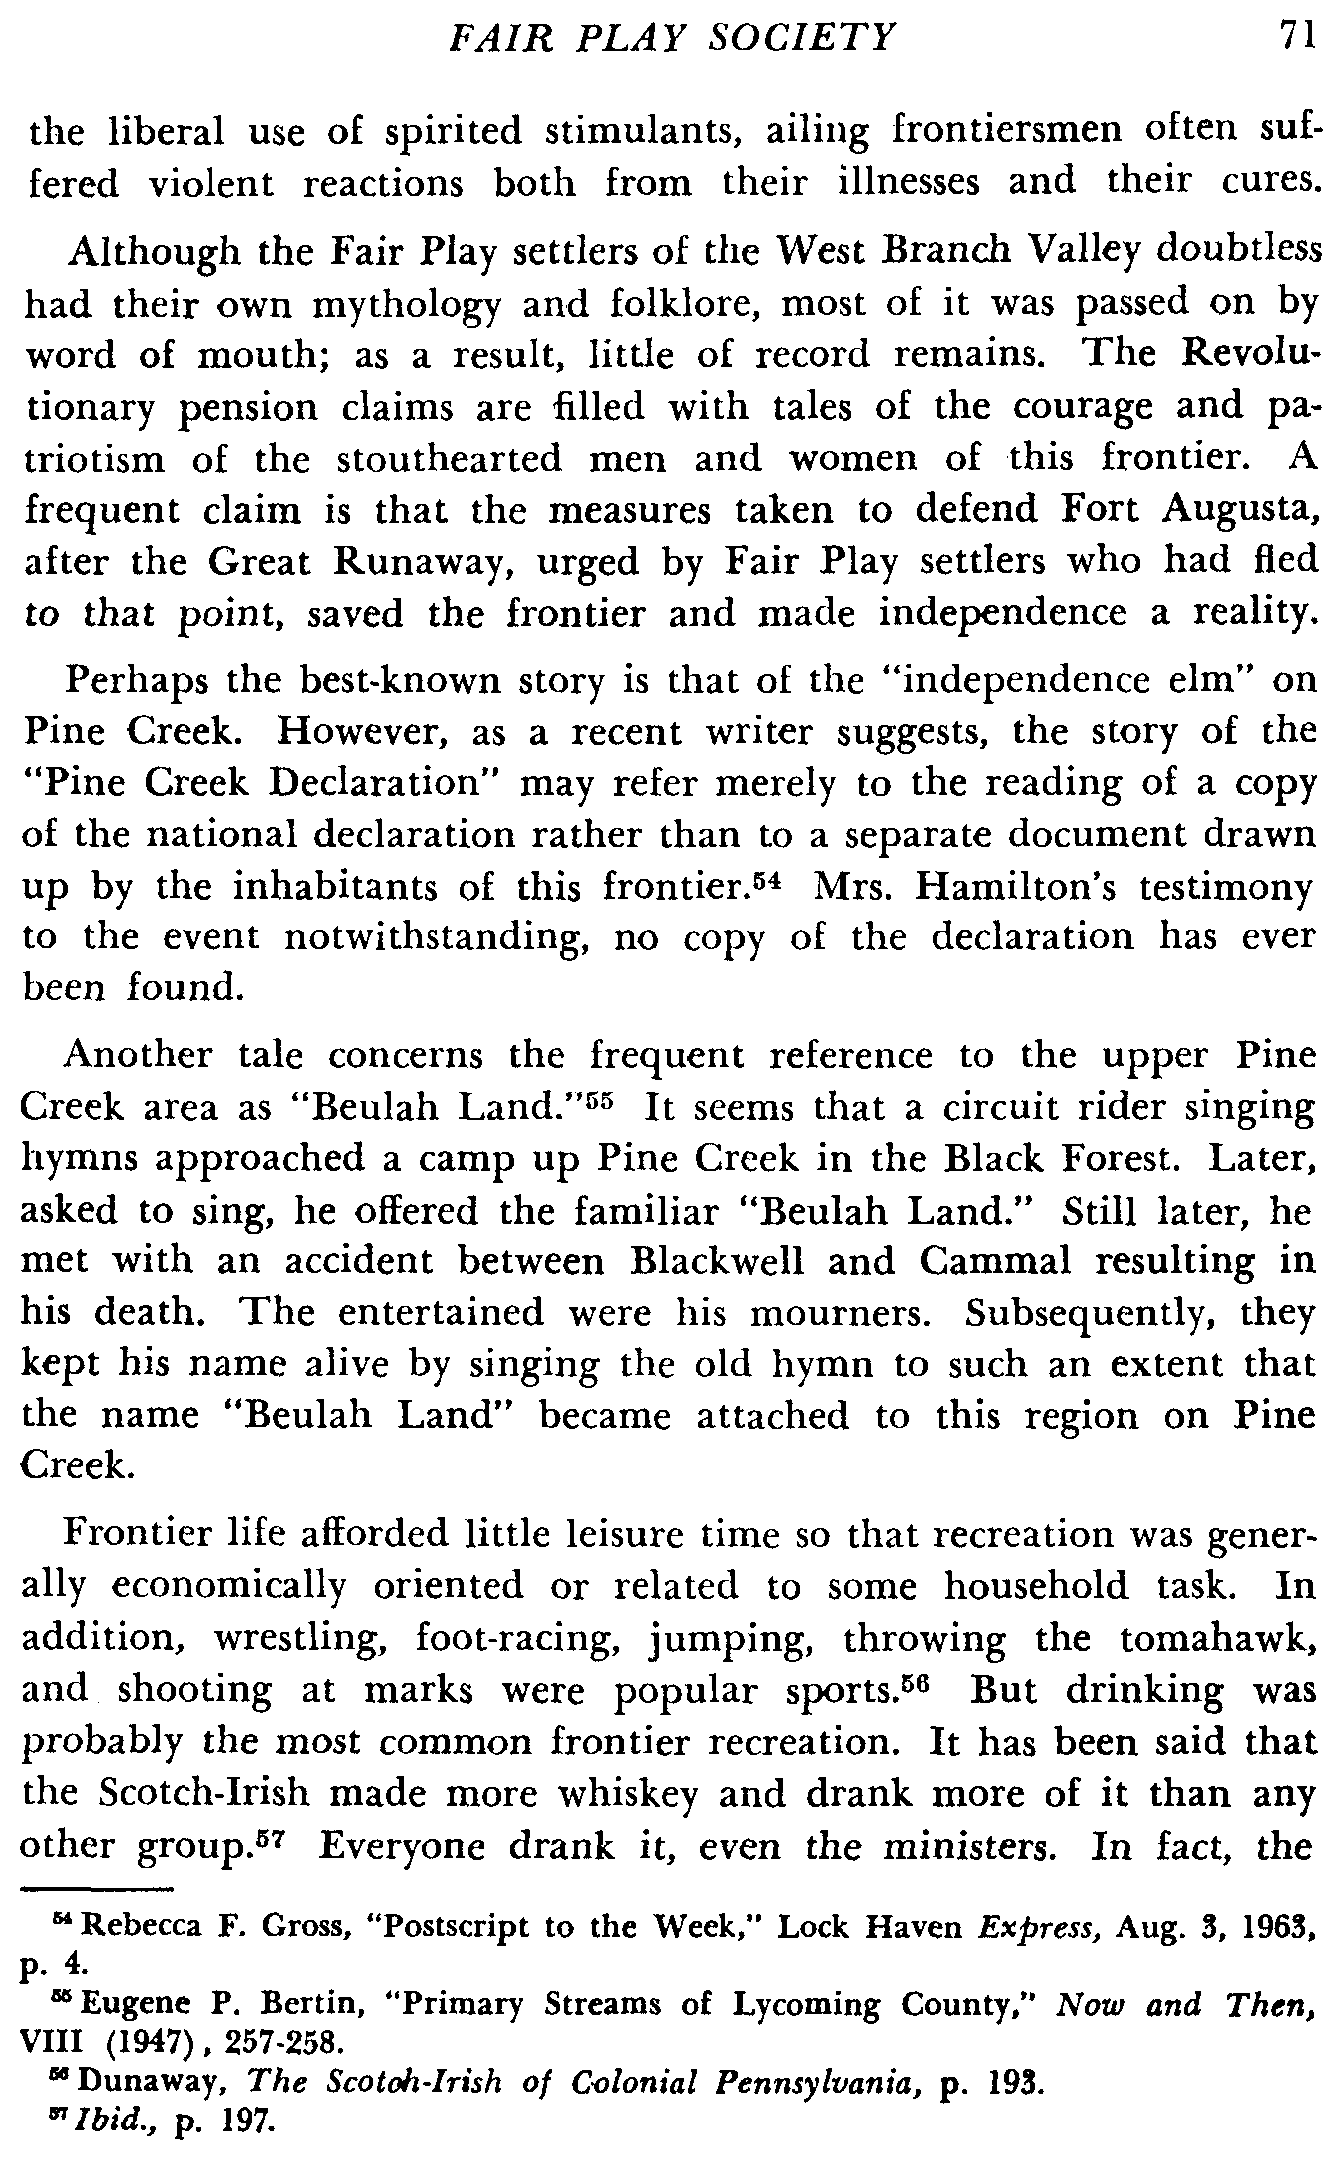 FAIR PLAY SOCIETY 71
the liberal use of spirited stimulants, ailing frontiersmen often suf-
fered violent reactions both from their illnesses and their cures.
Although the Fair Play settlers of the West Branch Valley doubtless
had their own mythology and folklore, most of it was passed on by
word of mouth; as a result, little of record remains. The Revolu-
tionary pension claims are filled with tales of the courage and pa-
triotism of the stouthearted men and women of this frontier. A
frequent claim is that the measures taken to defend Fort Augusta,
after the Great Runaway, urged by Fair Play settlers who had fled
to that point, saved the frontier and made independence a reality.
Perhaps the best-known story is that of the "independence elm" on
Pine Creek. However, as a recent writer suggests, the story of the
"Pine Creek Declaration" may refer merely to the reading of a copy
of the national declaration rather than to a separate document drawn
up by the inhabitants of this frontier.⁵⁴ Mrs. Hamilton's testimony
to the event notwithstanding, no copy of the declaration has ever
been found.
Another tale concerns the frequent reference to the upper Pine
Creek area as "Beulah Land."⁵⁵ It seems that a circuit rider singing
hymns approached a camp up Pine Creek in the Black Forest. Later,
asked to sing, he offered the familiar "Beulah Land." Still later, he
met with an accident between Blackwell and Cammal resulting in
his death. The entertained were his mourners. Subsequently, they
kept his name alive by singing the old hymn to such an extent that
the name "Beulah Land" became attached to this region on Pine
Creek.
Frontier life afforded little leisure time so that recreation was gener-
ally economically oriented or related to some household task. In
addition, wrestling, foot-racing, jumping, throwing the tomahawk,
and shooting at marks were popular sports.⁵⁶ But drinking was
probably the most common frontier recreation. It has been said that
the Scotch-Irish made more whiskey and drank more of it than any
other group.⁵⁷ Everyone drank it, even the ministers. In fact, the
⁵⁴ Rebecca F. Gross, "Postscript to the Week," Lock Haven Express, Aug. 3, 1963,
p. 4.
⁵⁵ Eugene P. Bertin, "Primary Streams of Lycoming County," Now and Then,
VIII (1947), 257-258.
⁵⁶ Dunaway, The Scotch-Irish of Colonial Pennsylvania, p. 193.
⁵⁷ Ibid., p. 197.